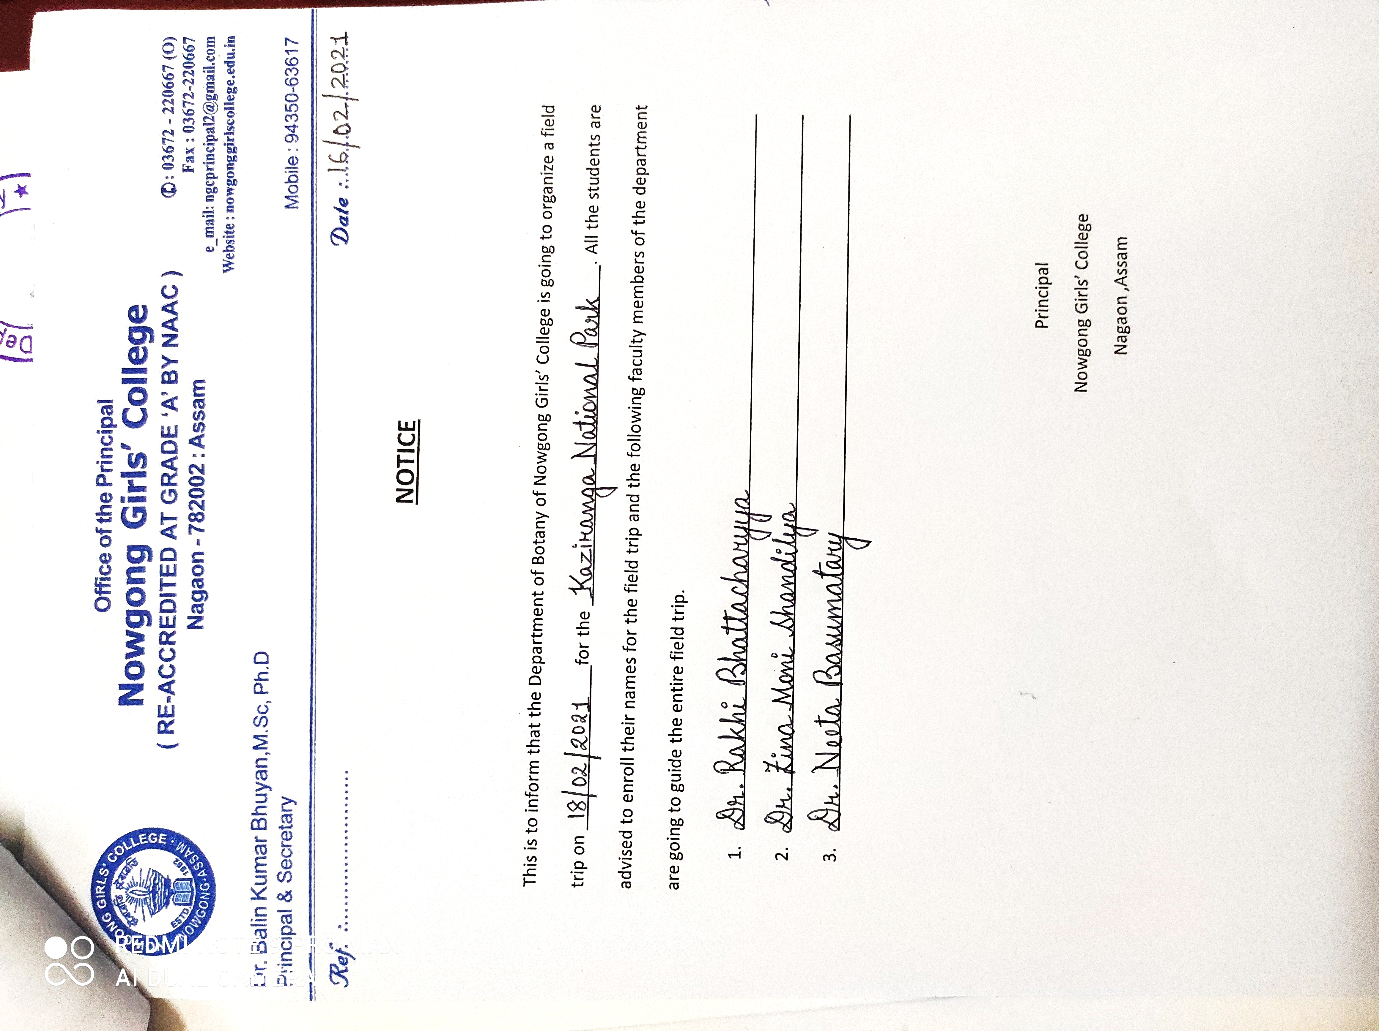 Office of the Principal
Nowgong Girls' College
( RE-ACCREDITED AT GRADE 'A' BY NAAC )
Nagaon - 782002 : Assam
✆: 03672 - 220667 (O)
Fax : 03672-220667
e_mail: ngcprincipal2@gmail.com
Website : nowgonggirlscollege.edu.in
Dr. Balin Kumar Bhuyan,M.Sc, Ph.D
Principal & Secretary
Mobile : 94350-63617
Ref. :............................
Date :..16/02/2021
NOTICE
This is to inform that the Department of Botany of Nowgong Girls' College is going to organize a field
trip on 18/02/2021 for the Kaziranga National Park. All the students are
advised to enroll their names for the field trip and the following faculty members of the department
are going to guide the entire field trip.
1. Dr. Rakhi Bhattacharyya
2. Dr. Zina Moni Shandilya
3. Dr. Neeta Basumatary
Principal
Nowgong Girls' College
Nagaon ,Assam
REDMI